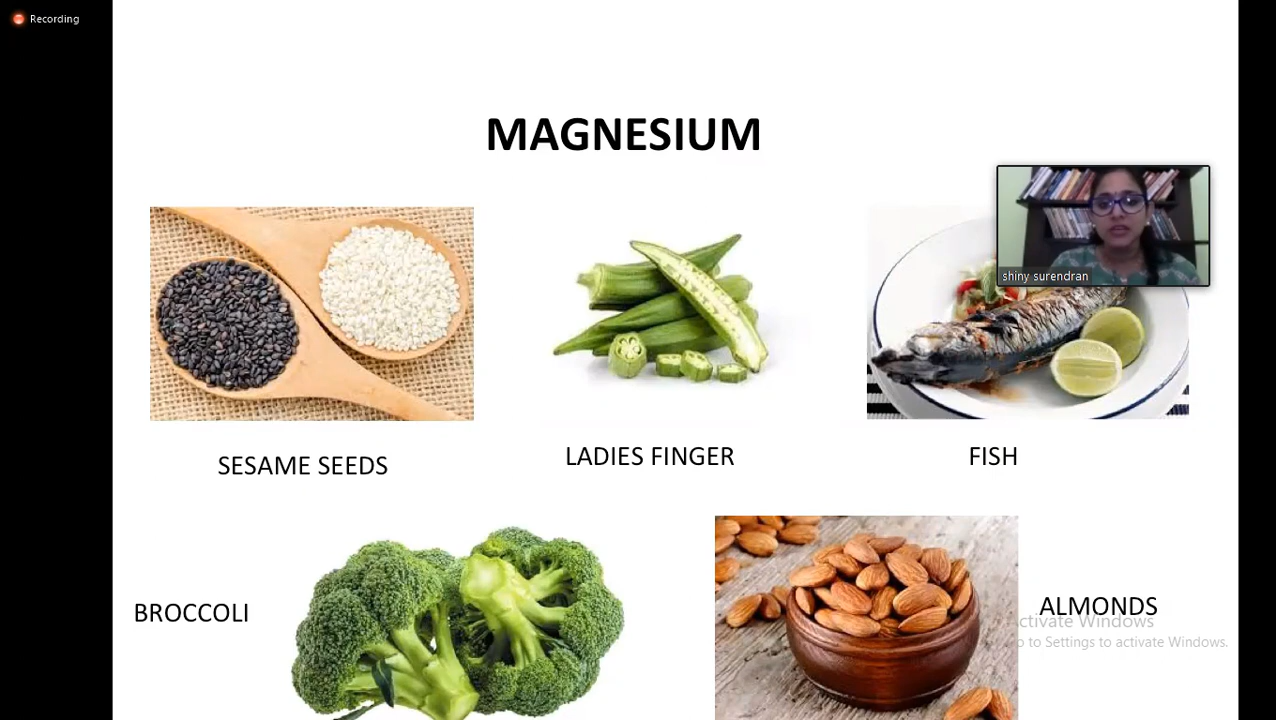 Recording
MAGNESIUM
shiny surendran
SESAME SEEDS
LADIES FINGER
FISH
BROCCOLI
ALMONDS
ctivate Windows
o to Settings to activate Windows.